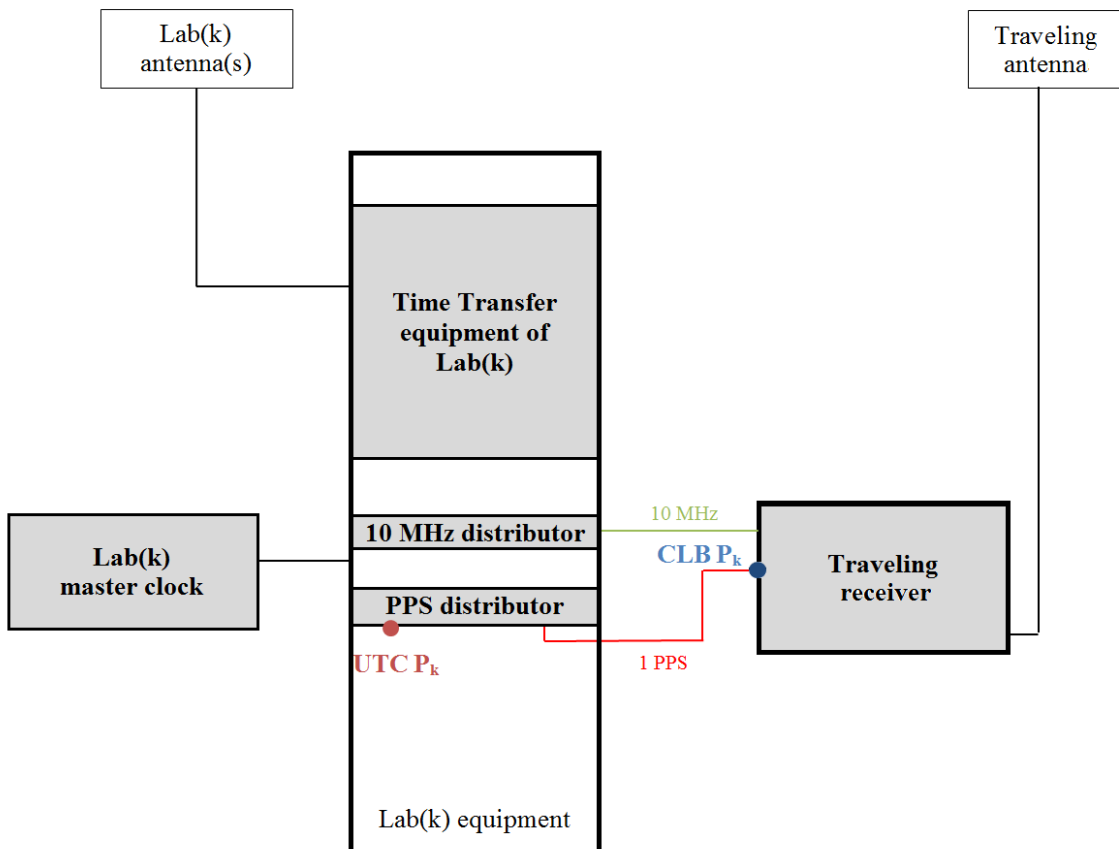 Lab(k)
antenna(s)
Traveling
antenna
Time Transfer
equipment of
Lab(k)
10 MHz
10 MHz distributor
Lab(k)
master clock
CLB Pk
Traveling
receiver
PPS distributor
UTC Pk
1 PPS
Lab(k) equipment